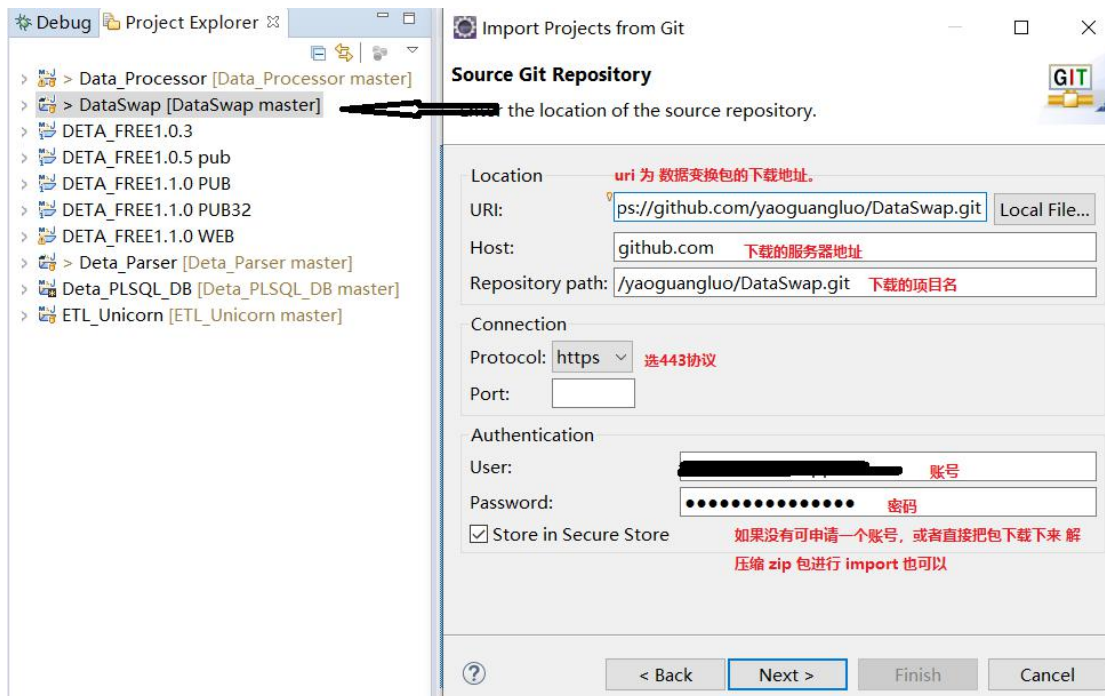 Debug
Project Explorer
> Data_Processor [Data_Processor master]
> DataSwap [DataSwap master]
DETA_FREE1.0.3
DETA_FREE1.0.5 pub
DETA_FREE1.1.0 PUB
DETA_FREE1.1.0 PUB32
DETA_FREE1.1.0 WEB
> Deta_Parser [Deta_Parser master]
Deta_PLSQL_DB [Deta_PLSQL_DB master]
ETL_Unicorn [ETL_Unicorn master]
Import Projects from Git
Source Git Repository
GIT
the location of the source repository.
Location
uri 为 数据变换包的下载地址。
URI: ps://github.com/yaoguangluo/DataSwap.git Local File...
Host: github.com 下载的服务器地址
Repository path: /yaoguangluo/DataSwap.git 下载的项目名
Connection
Protocol: https 选443协议
Port:
Authentication
User: 账号
Password: 密码
Store in Secure Store
如果没有可申请一个账号，或者直接把包下载下来 解
压缩 zip 包进行 import 也可以
< Back Next > Finish Cancel